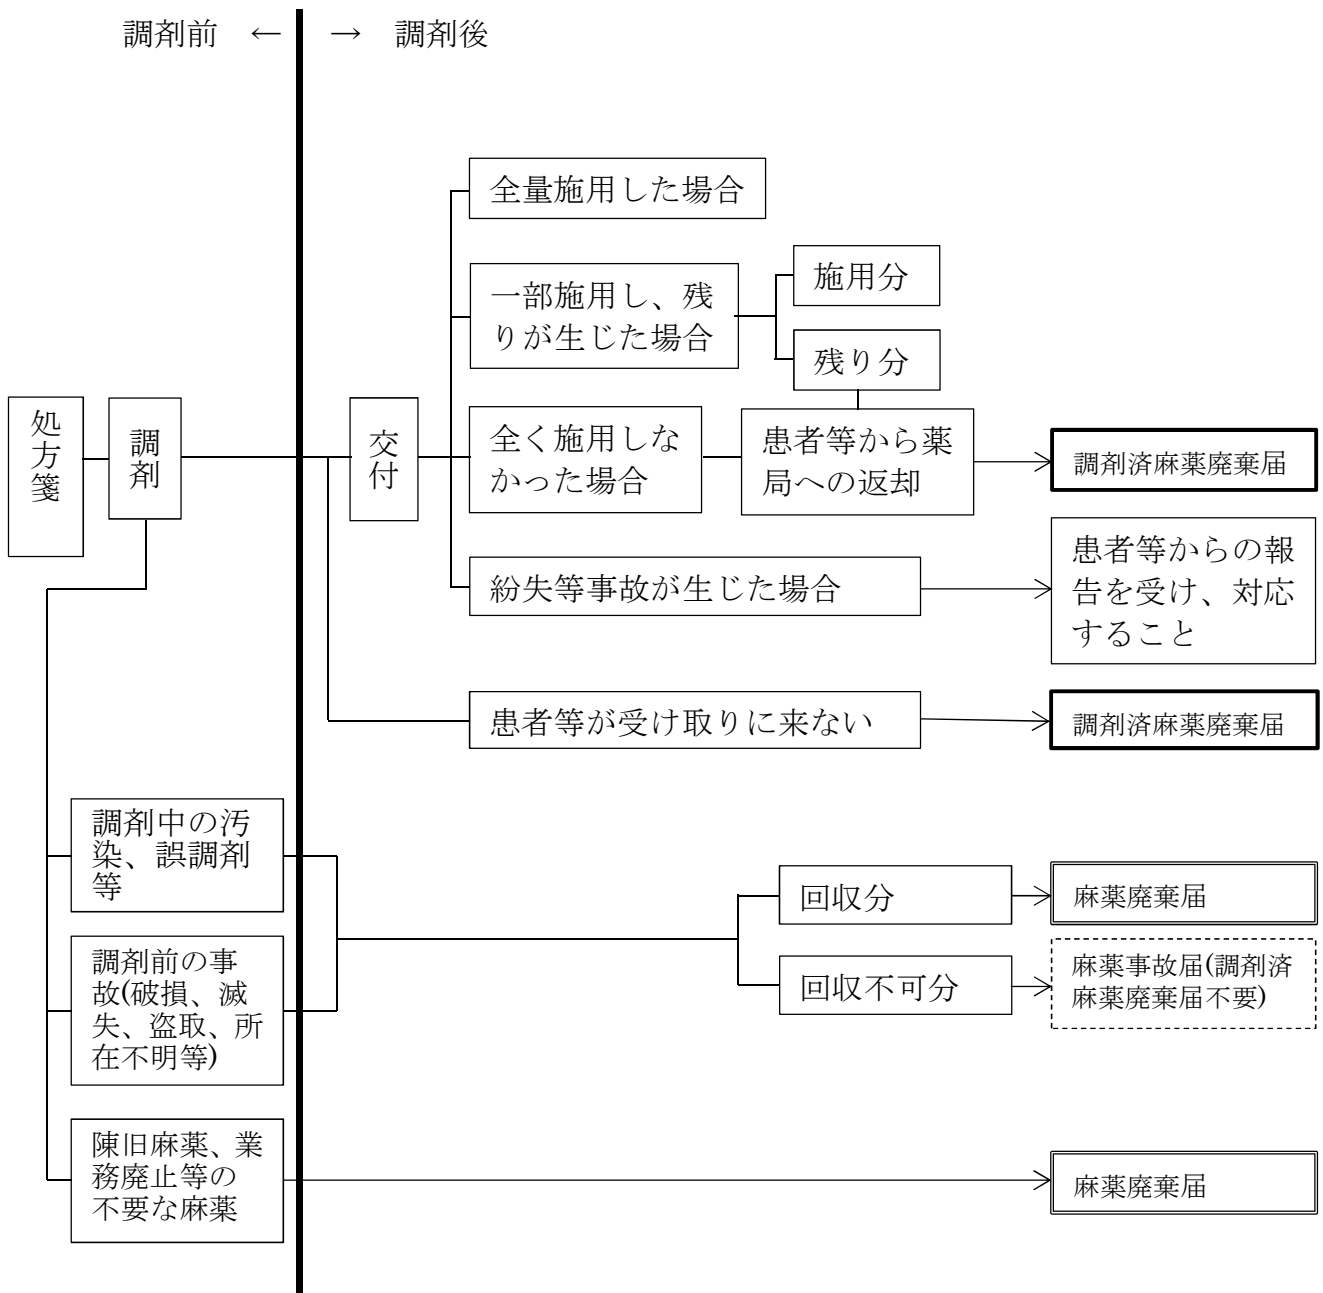 調剤前 ← → 調剤後
全量施用した場合
一部施用し、残
りが生じた場合
施用分
残り分
処方箋
調剤
交付
全く施用しな
かった場合
患者等から薬
局への返却
調剤済麻薬廃棄届
紛失等事故が生じた場合
患者等からの報
告を受け、対応
すること
患者等が受け取りに来ない
調剤済麻薬廃棄届
調剤中の汚
染、誤調剤
等
回収分
麻薬廃棄届
調剤前の事
故(破損、滅
失、盗取、所
在不明等)
回収不可分
麻薬事故届(調剤済
麻薬廃棄届不要)
陳旧麻薬、業
務廃止等の
不要な麻薬
麻薬廃棄届